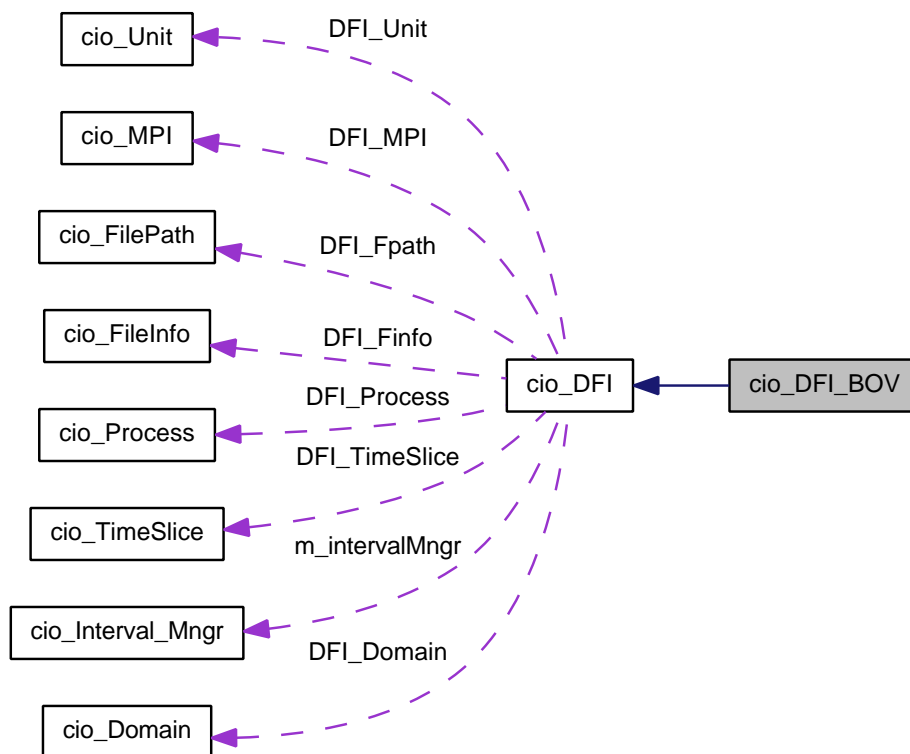 cio_Unit
DFI_Unit
cio_MPI
DFI_MPI
cio_FilePath
DFI_Fpath
cio_FileInfo
DFI_Finfo
cio_DFI
cio_DFI_BOV
DFI_Process
cio_Process
DFI_TimeSlice
cio_TimeSlice
m_intervalMngr
cio_Interval_Mngr
DFI_Domain
cio_Domain